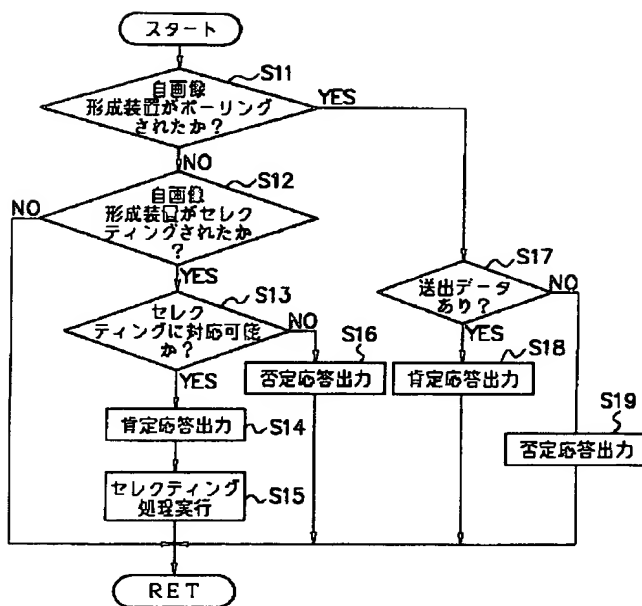 スタート
S11
自画像
形成装置がポーリング
されたか?
YES
NO
S12
自画像
形成装置がセレク
ティングされたか
?
NO
YES
S13
セレク
ティングに対応可能
か?
NO
YES
S14
肯定応答出力
S15
セレクティング
処理実行
S16
否定応答出力
S17
送出データ
あり?
NO
YES
S18
肯定応答出力
S19
否定応答出力
RET